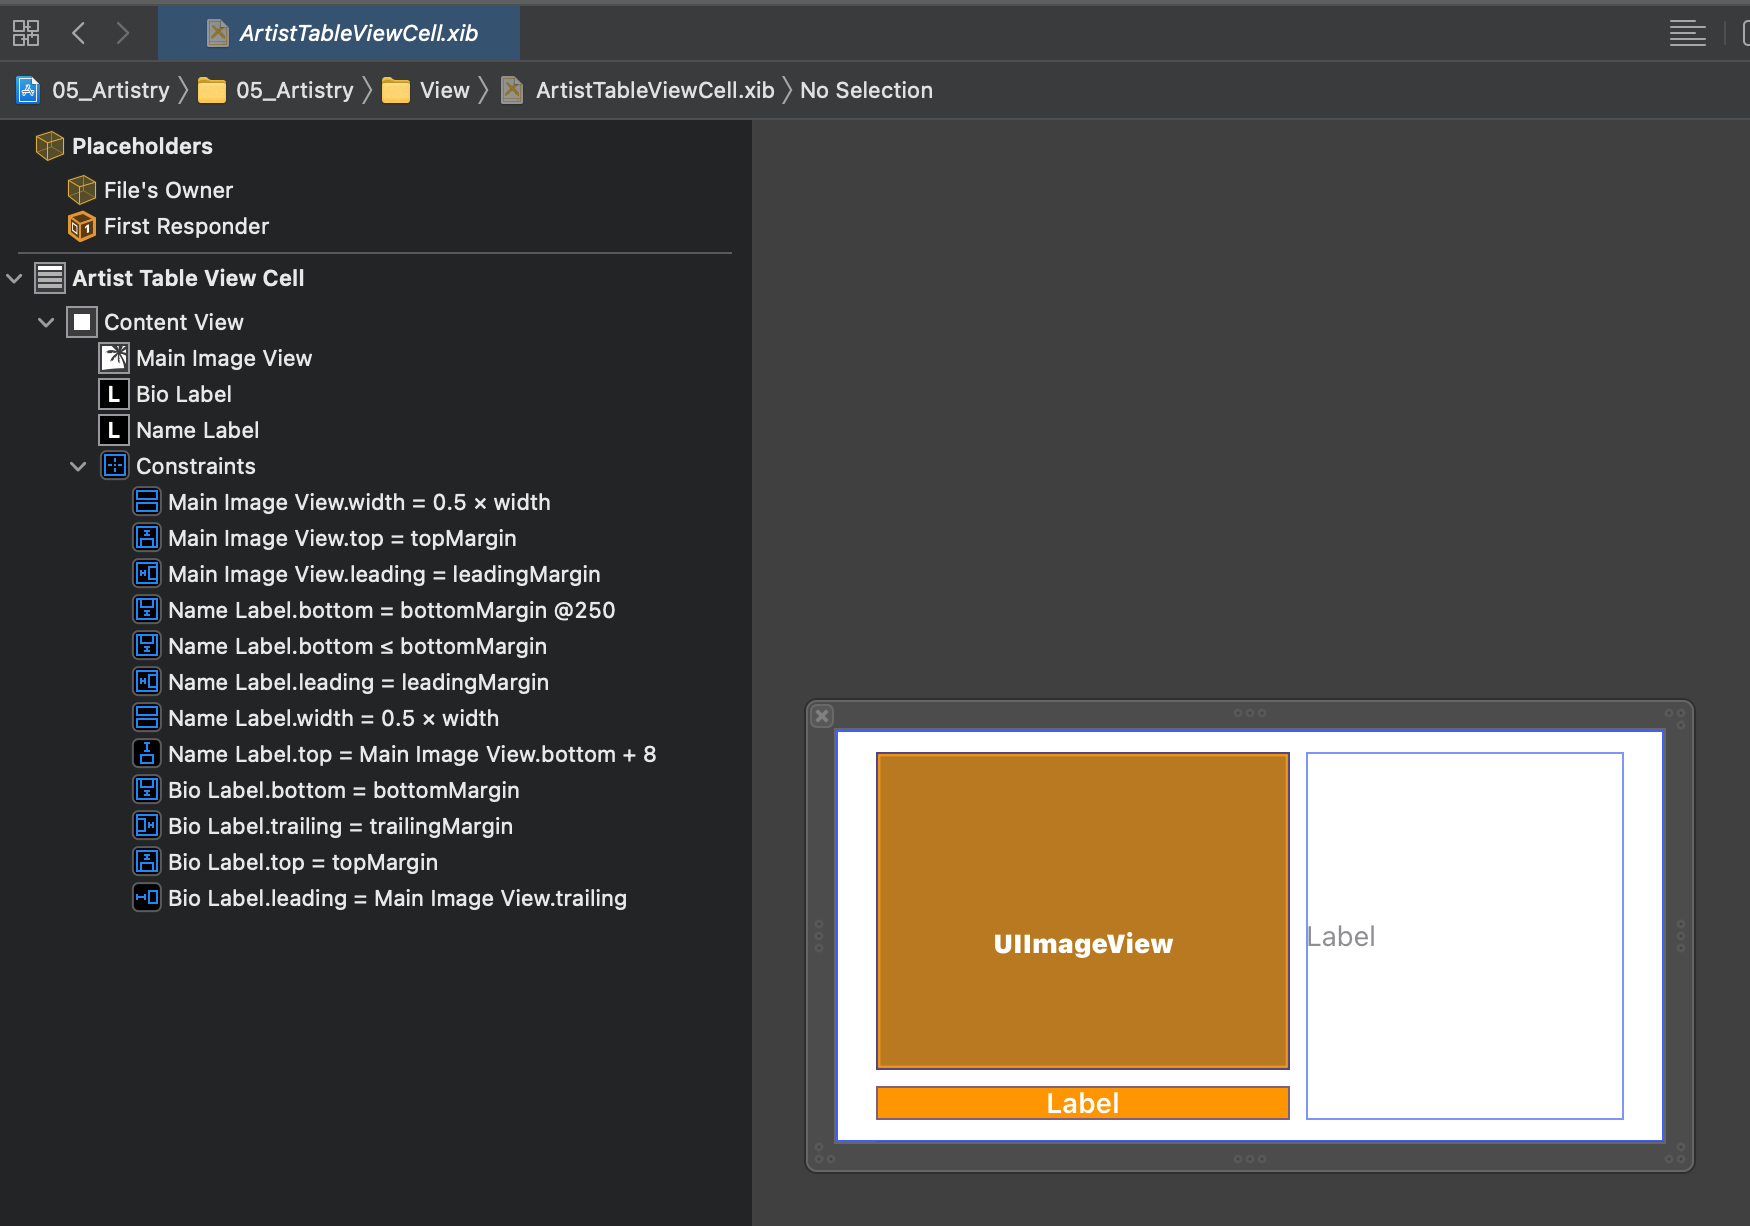 ArtistTableViewCell.xib
05_Artistry 05_Artistry View ArtistTableViewCell.xib No Selection
Placeholders
File's Owner
First Responder
Artist Table View Cell
Content View
Main Image View
L Bio Label
L Name Label
Constraints
Main Image View.width = 0.5 × width
Main Image View.top = topMargin
Main Image View.leading = leadingMargin
Name Label.bottom = bottomMargin @250
Name Label.bottom ≤ bottomMargin
Name Label.leading = leadingMargin
Name Label.width = 0.5 × width
Name Label.top = Main Image View.bottom + 8
Bio Label.bottom = bottomMargin
Bio Label.trailing = trailingMargin
Bio Label.top = topMargin
Bio Label.leading = Main Image View.trailing
UIImageView
Label
Label